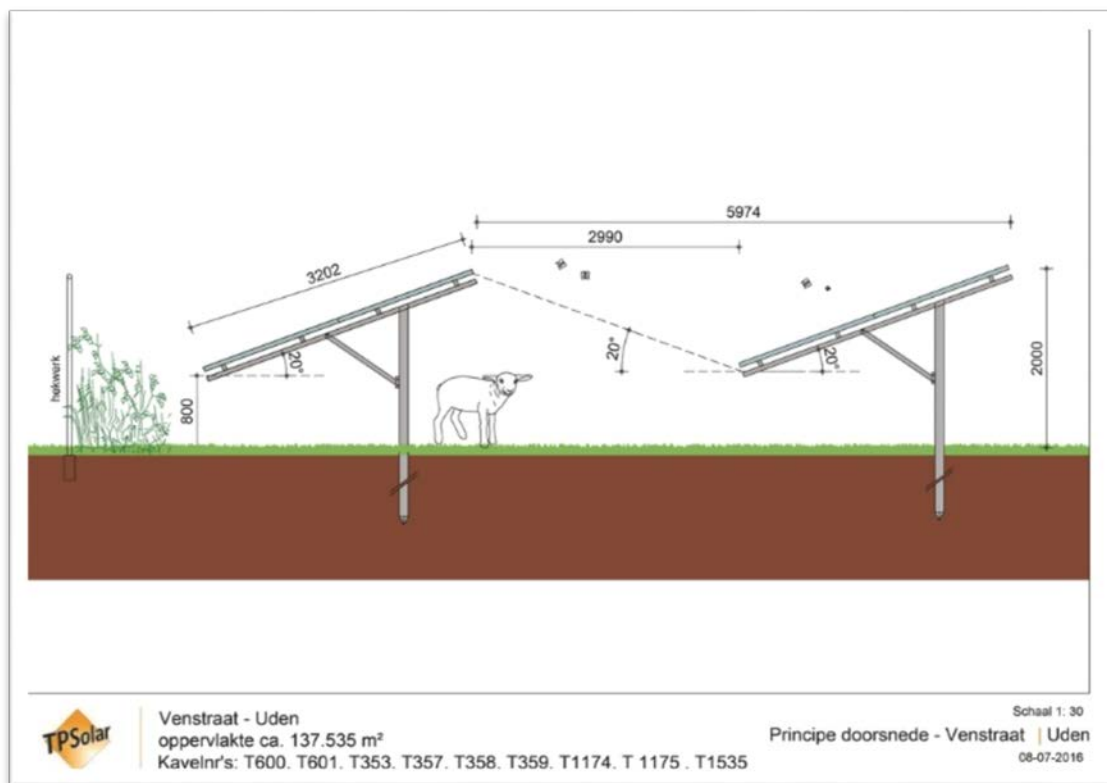 5974
2990
3202
hekwerk
20°
20°
20°
800
2000
TPSolar
Venstraat - Uden
oppervlakte ca. 137.535 m²
Kavelnr's: T600. T601. T353. T357. T358. T359. T1174. T 1175 . T1535
Schaal 1: 30
Principe doorsnede - Venstraat | Uden
08-07-2016